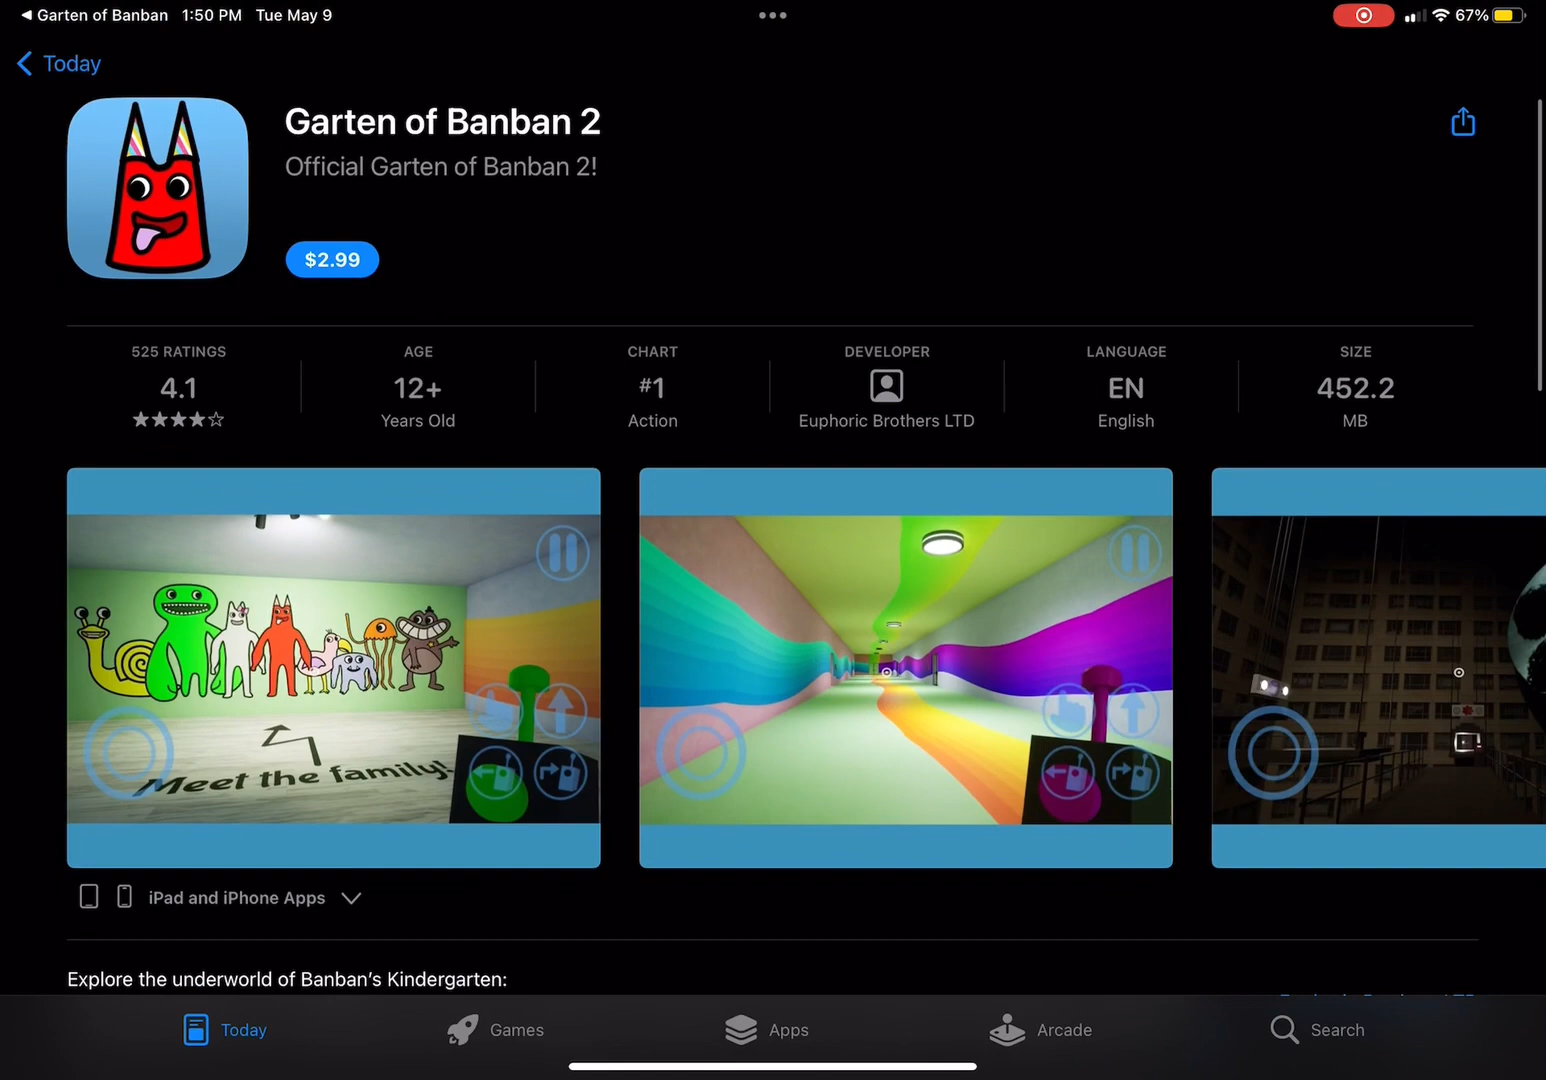 Garten of Banban 1:50 PM Tue May 9
67%
Today
Garten of Banban 2
Official Garten of Banban 2!
$2.99
525 RATINGS
4.1
AGE
12+
Years Old
CHART
#1
Action
DEVELOPER
Euphoric Brothers LTD
LANGUAGE
EN
English
SIZE
452.2
MB
Meet the family!
iPad and iPhone Apps
Explore the underworld of Banban’s Kindergarten:
Today
Games
Apps
Arcade
Search